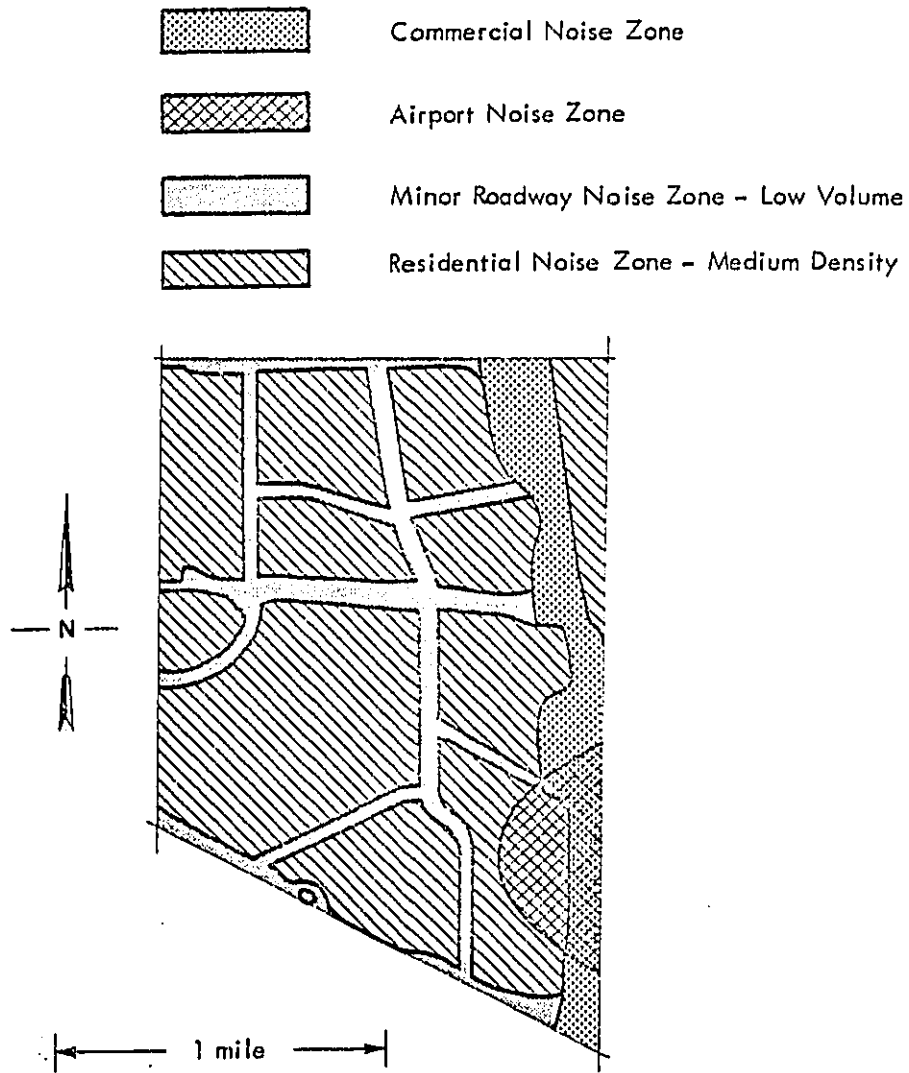 Commercial Noise Zone
Airport Noise Zone
Minor Roadway Noise Zone - Low Volume
Residential Noise Zone - Medium Density
N
1 mile